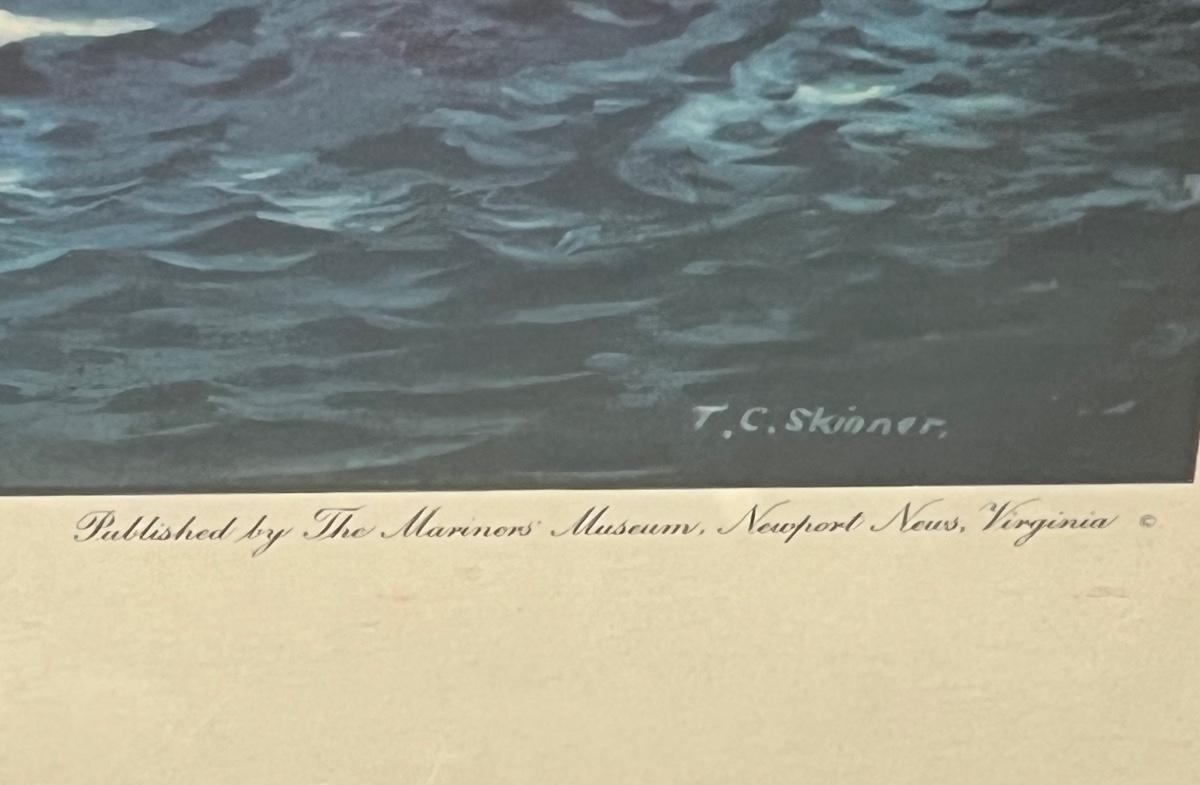 T. C. Skinner.
Published by The Mariners' Museum, Newport News, Virginia ©